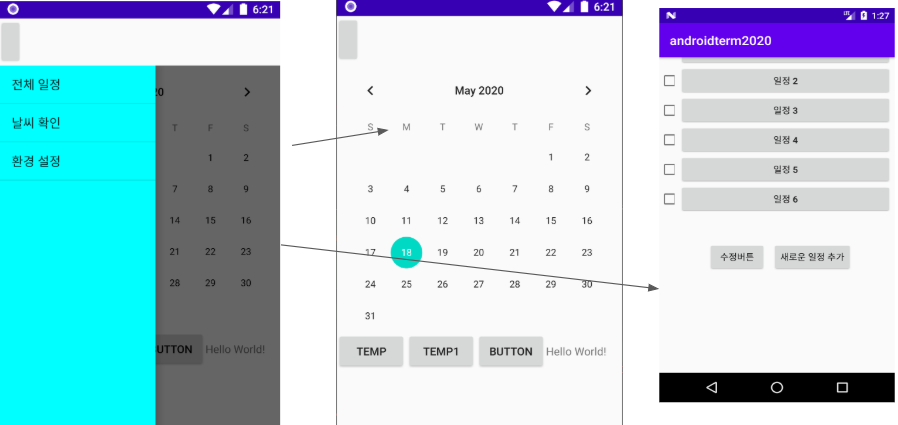 6:21
전체 일정
날씨 확인
환경 설정
20
T F S
1 2
7 8 9
14 15 16
21 22 23
28 29 30
UTTON Hello World!
6:21
May 2020
S M T W T F S
1 2
3 4 5 6 7 8 9
10 11 12 13 14 15 16
17 18 19 20 21 22 23
24 25 26 27 28 29 30
31
TEMP TEMP1 BUTTON Hello World!
1:27
androidterm2020
일정 2
일정 3
일정 4
일정 5
일정 6
수정버튼 새로운 일정 추가